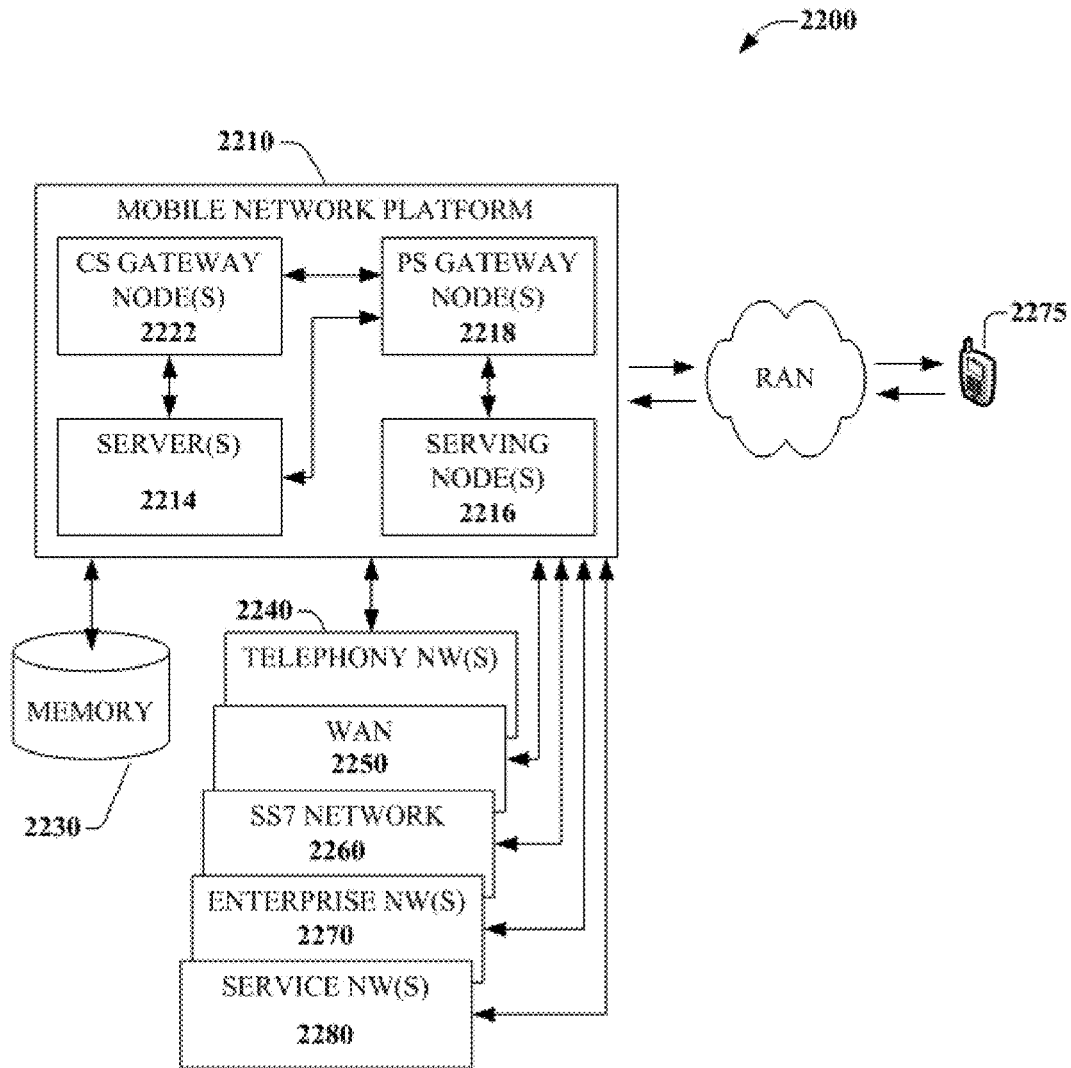 2200
2210
MOBILE NETWORK PLATFORM
CS GATEWAY
NODE(S)
2222
PS GATEWAY
NODE(S)
2218
SERVER(S)
2214
SERVING
NODE(S)
2216
RAN
2275
2240
TELEPHONY NW(S)
MEMORY
2230
WAN
2250
SS7 NETWORK
2260
ENTERPRISE NW(S)
2270
SERVICE NW(S)
2280